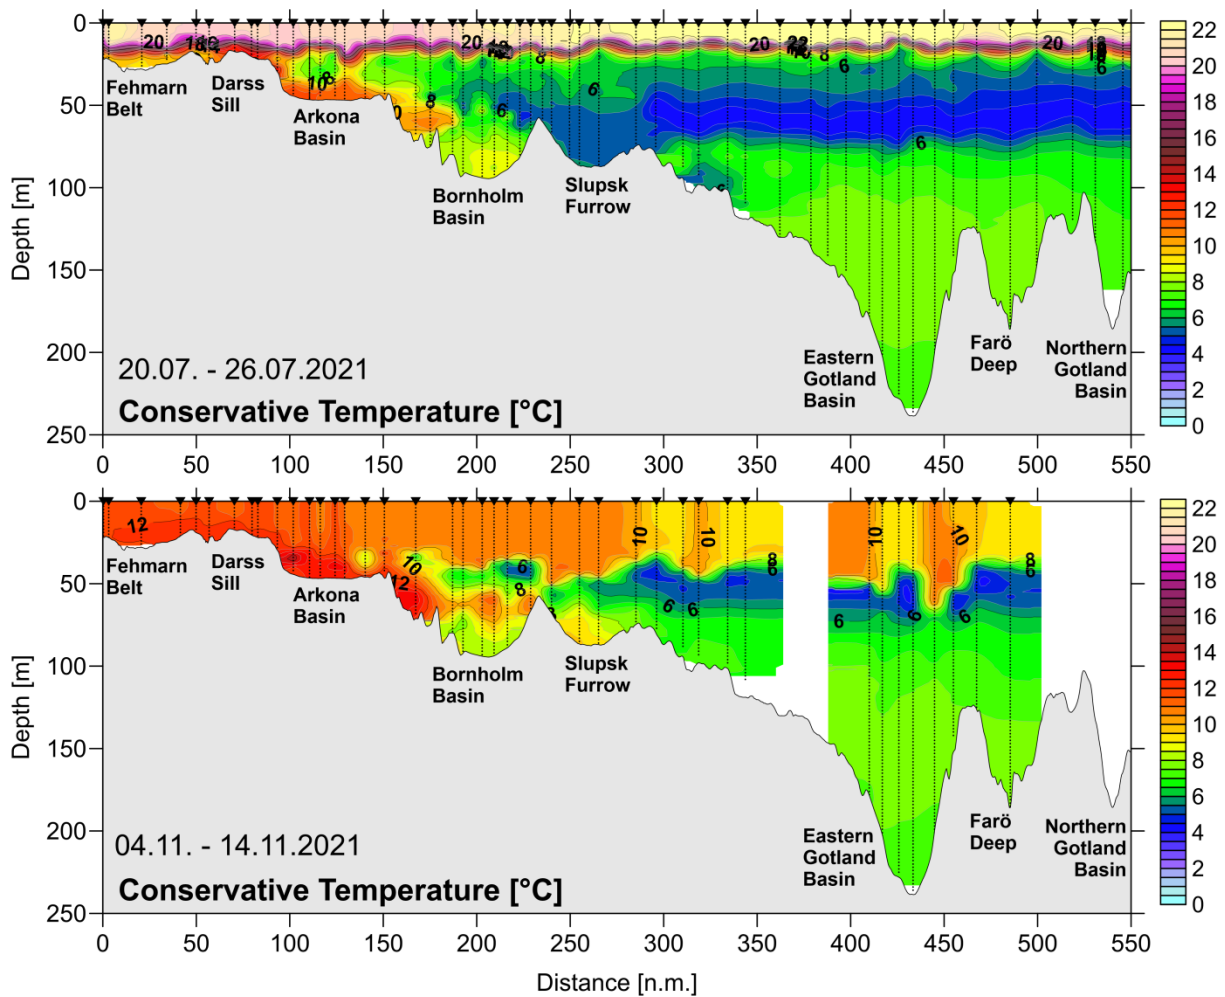 0
50
100
150
200
250
Depth [m]
20
18
10
8
20
8
6
8
6
20
22
8
6
20
6
6
Fehmarn
Belt
Darss
Sill
Arkona
Basin
Bornholm
Basin
Slupsk
Furrow
Eastern
Gotland
Basin
Farö
Deep
Northern
Gotland
Basin
20.07. - 26.07.2021
Conservative Temperature [°C]
0 50 100 150 200 250 300 350 400 450 500 550
22
20
18
16
14
12
10
8
6
4
2
0
0
50
100
150
200
250
Depth [m]
12
10
12
6
8
10
10
6
6
8
6
10
10
6
6
6
8
6
Fehmarn
Belt
Darss
Sill
Arkona
Basin
Bornholm
Basin
Slupsk
Furrow
Eastern
Gotland
Basin
Farö
Deep
Northern
Gotland
Basin
04.11. - 14.11.2021
Conservative Temperature [°C]
0 50 100 150 200 250 300 350 400 450 500 550
Distance [n.m.]
22
20
18
16
14
12
10
8
6
4
2
0